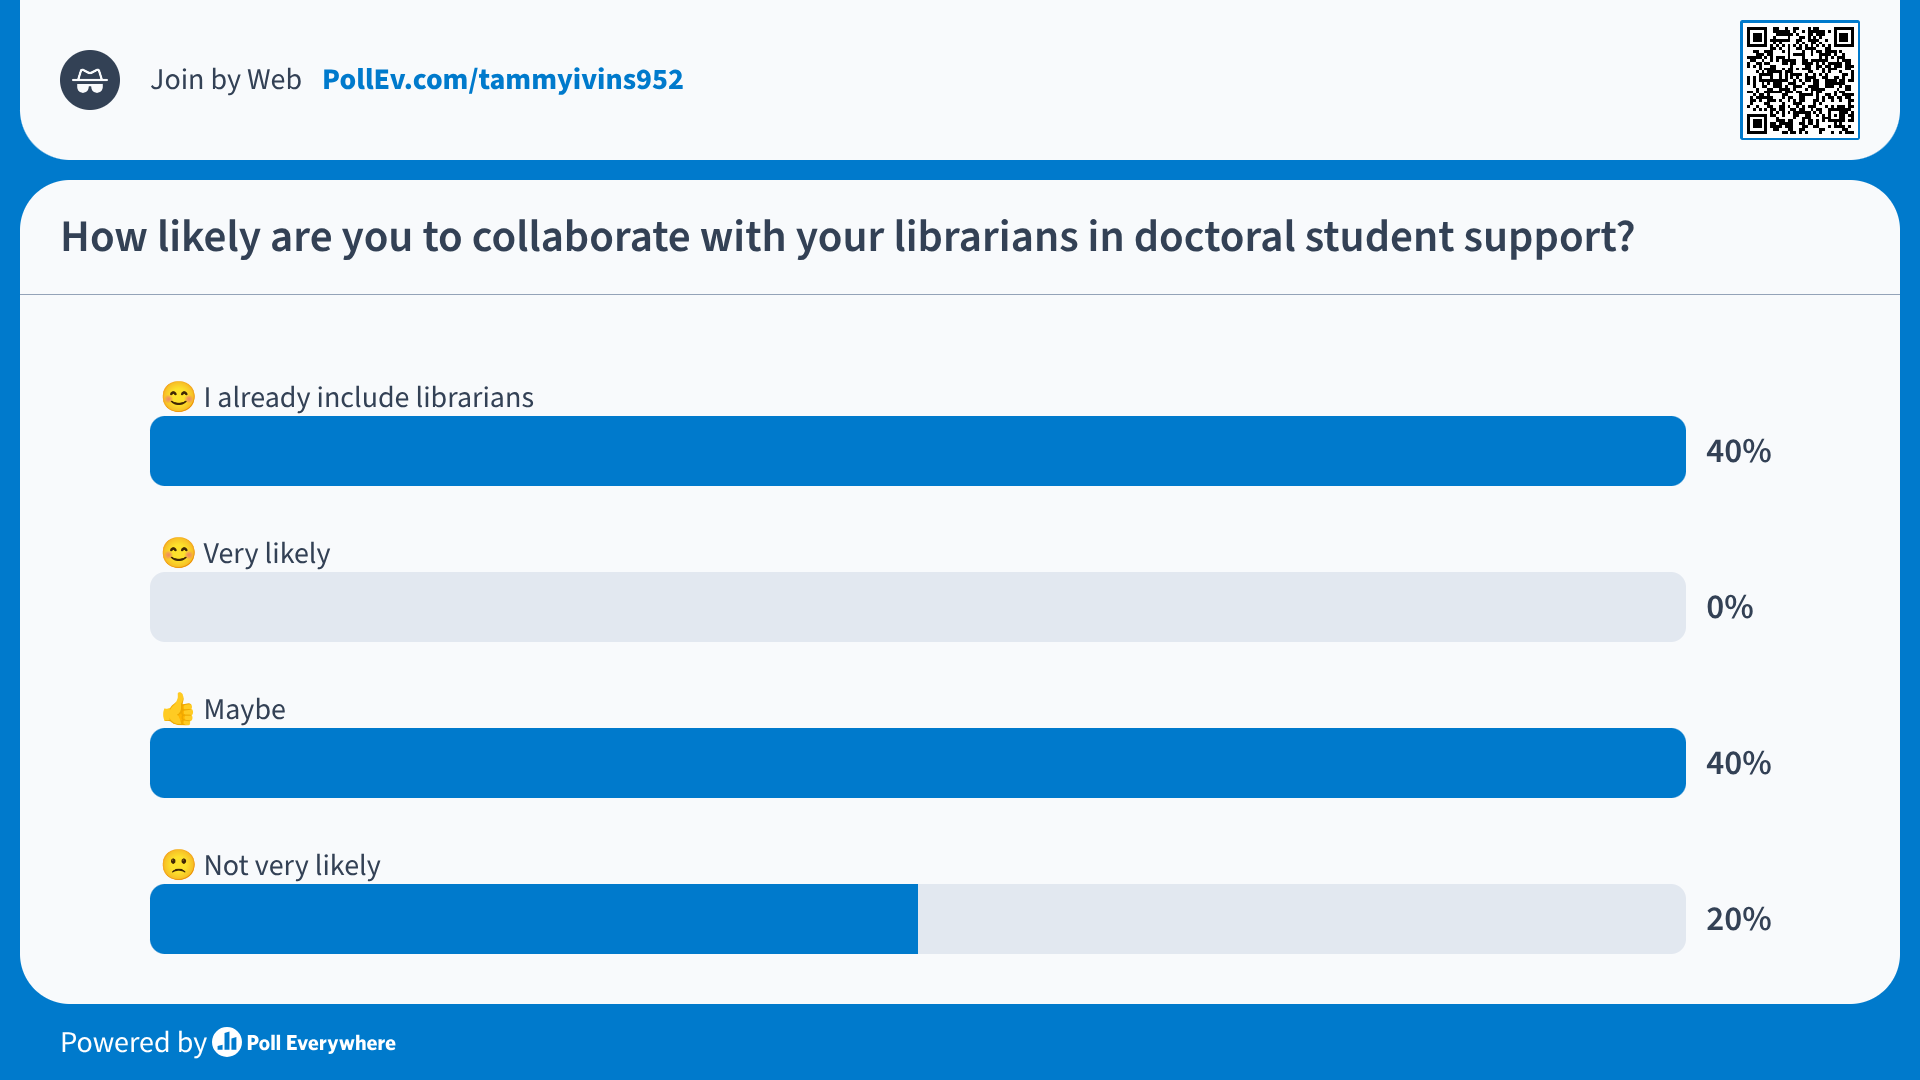 Join by Web PollEv.com/tammyivins952
How likely are you to collaborate with your librarians in doctoral student support?
😊 I already include librarians
40%
😊 Very likely
0%
👍 Maybe
40%
🙁 Not very likely
20%
Powered by Poll Everywhere